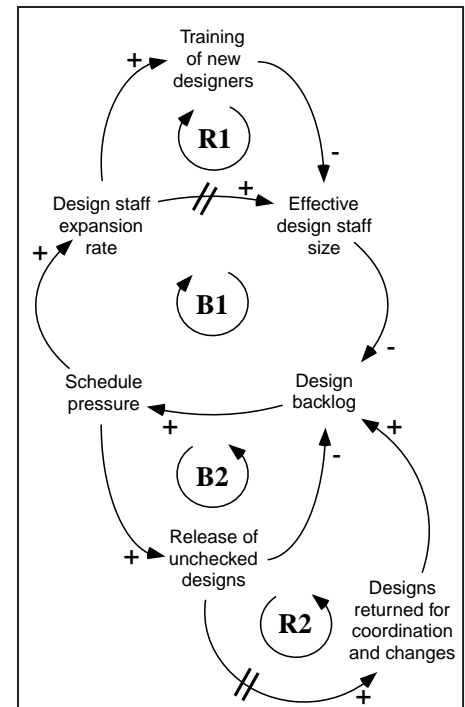 Training
of new
designers
+
R1
-
Design staff
expansion
rate
+
Effective
design staff
size
+
B1
-
Schedule
pressure
Design
backlog
+
+
-
B2
+
Release of
unchecked
designs
R2
Designs
returned for
coordination
and changes
+